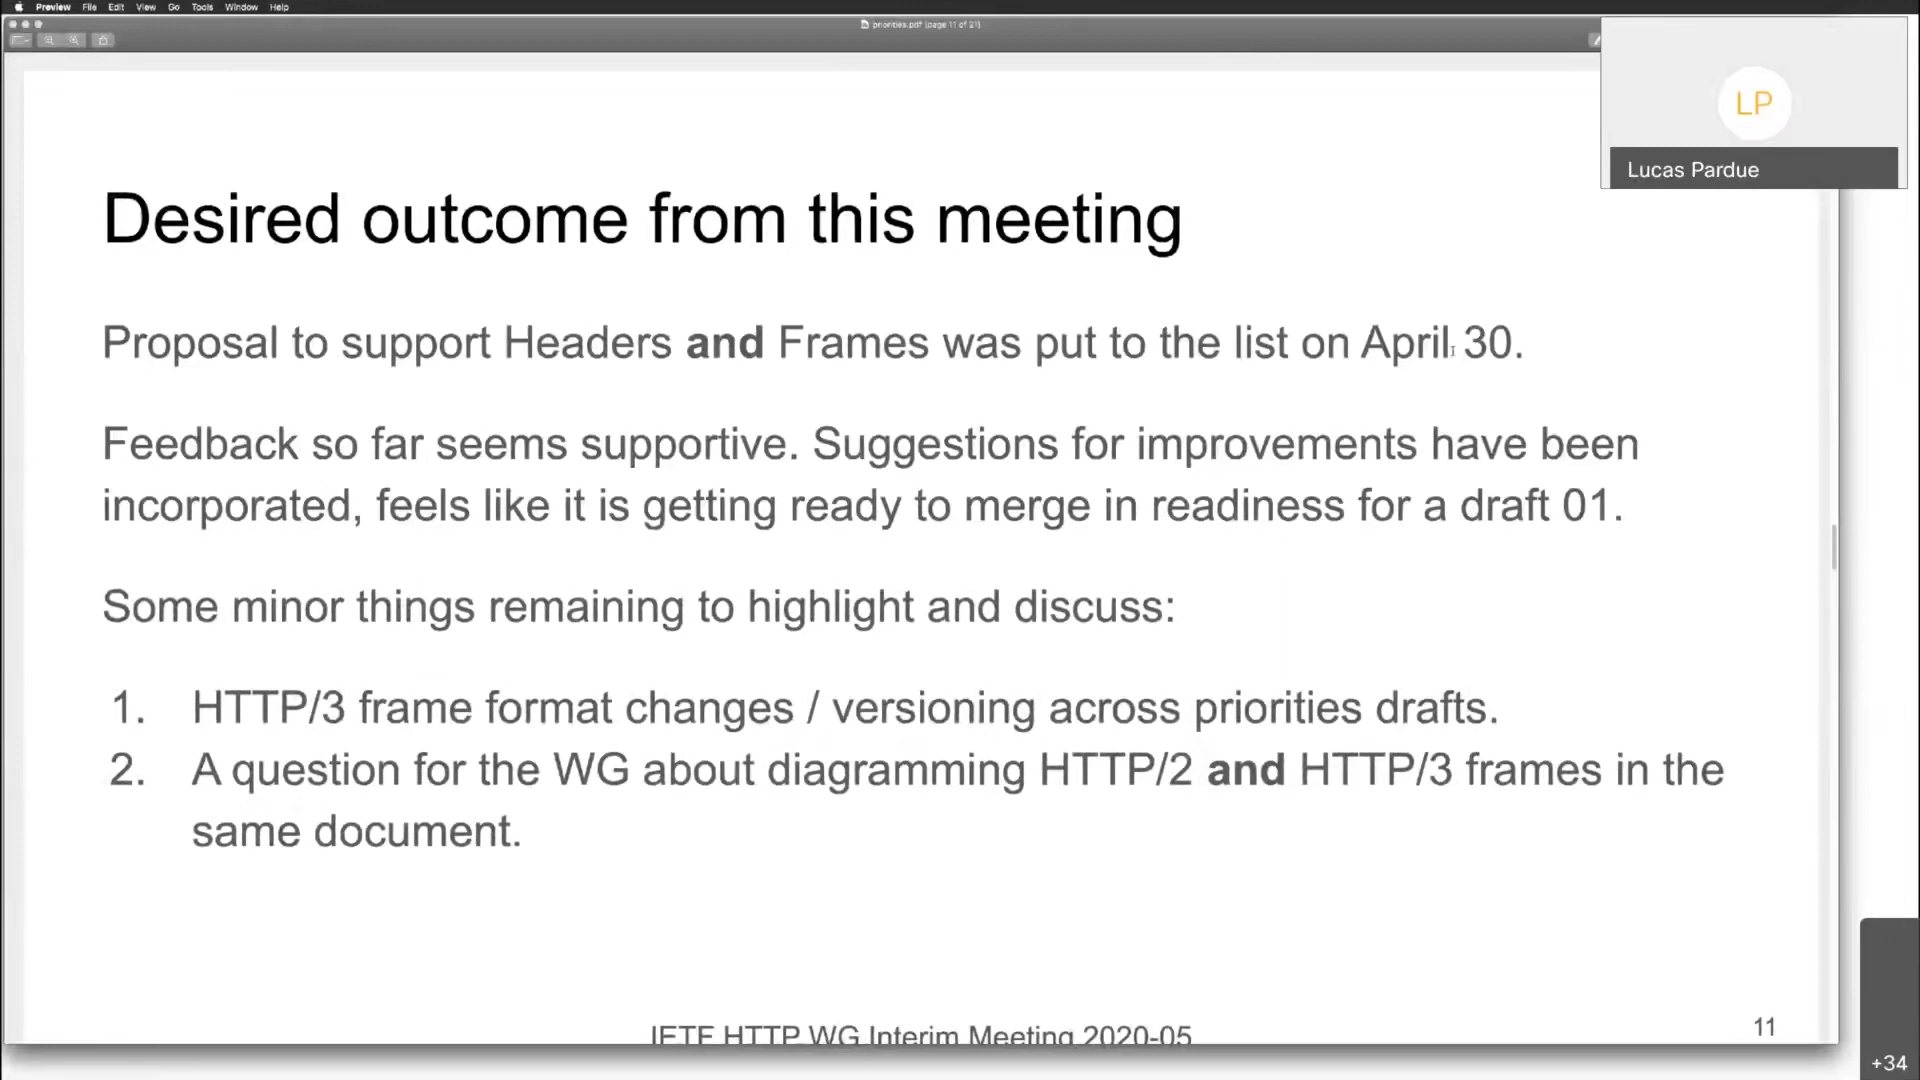 Preview File Edit View Go Tools Window Help
priorities.pdf (page 11 of 21)
LP
Lucas Pardue
Desired outcome from this meeting
Proposal to support Headers and Frames was put to the list on April 30.
Feedback so far seems supportive. Suggestions for improvements have been
incorporated, feels like it is getting ready to merge in readiness for a draft 01.
Some minor things remaining to highlight and discuss:
1. HTTP/3 frame format changes / versioning across priorities drafts.
2. A question for the WG about diagramming HTTP/2 and HTTP/3 frames in the
same document.
IETF HTTP WG Interim Meeting 2020-05
11
+34